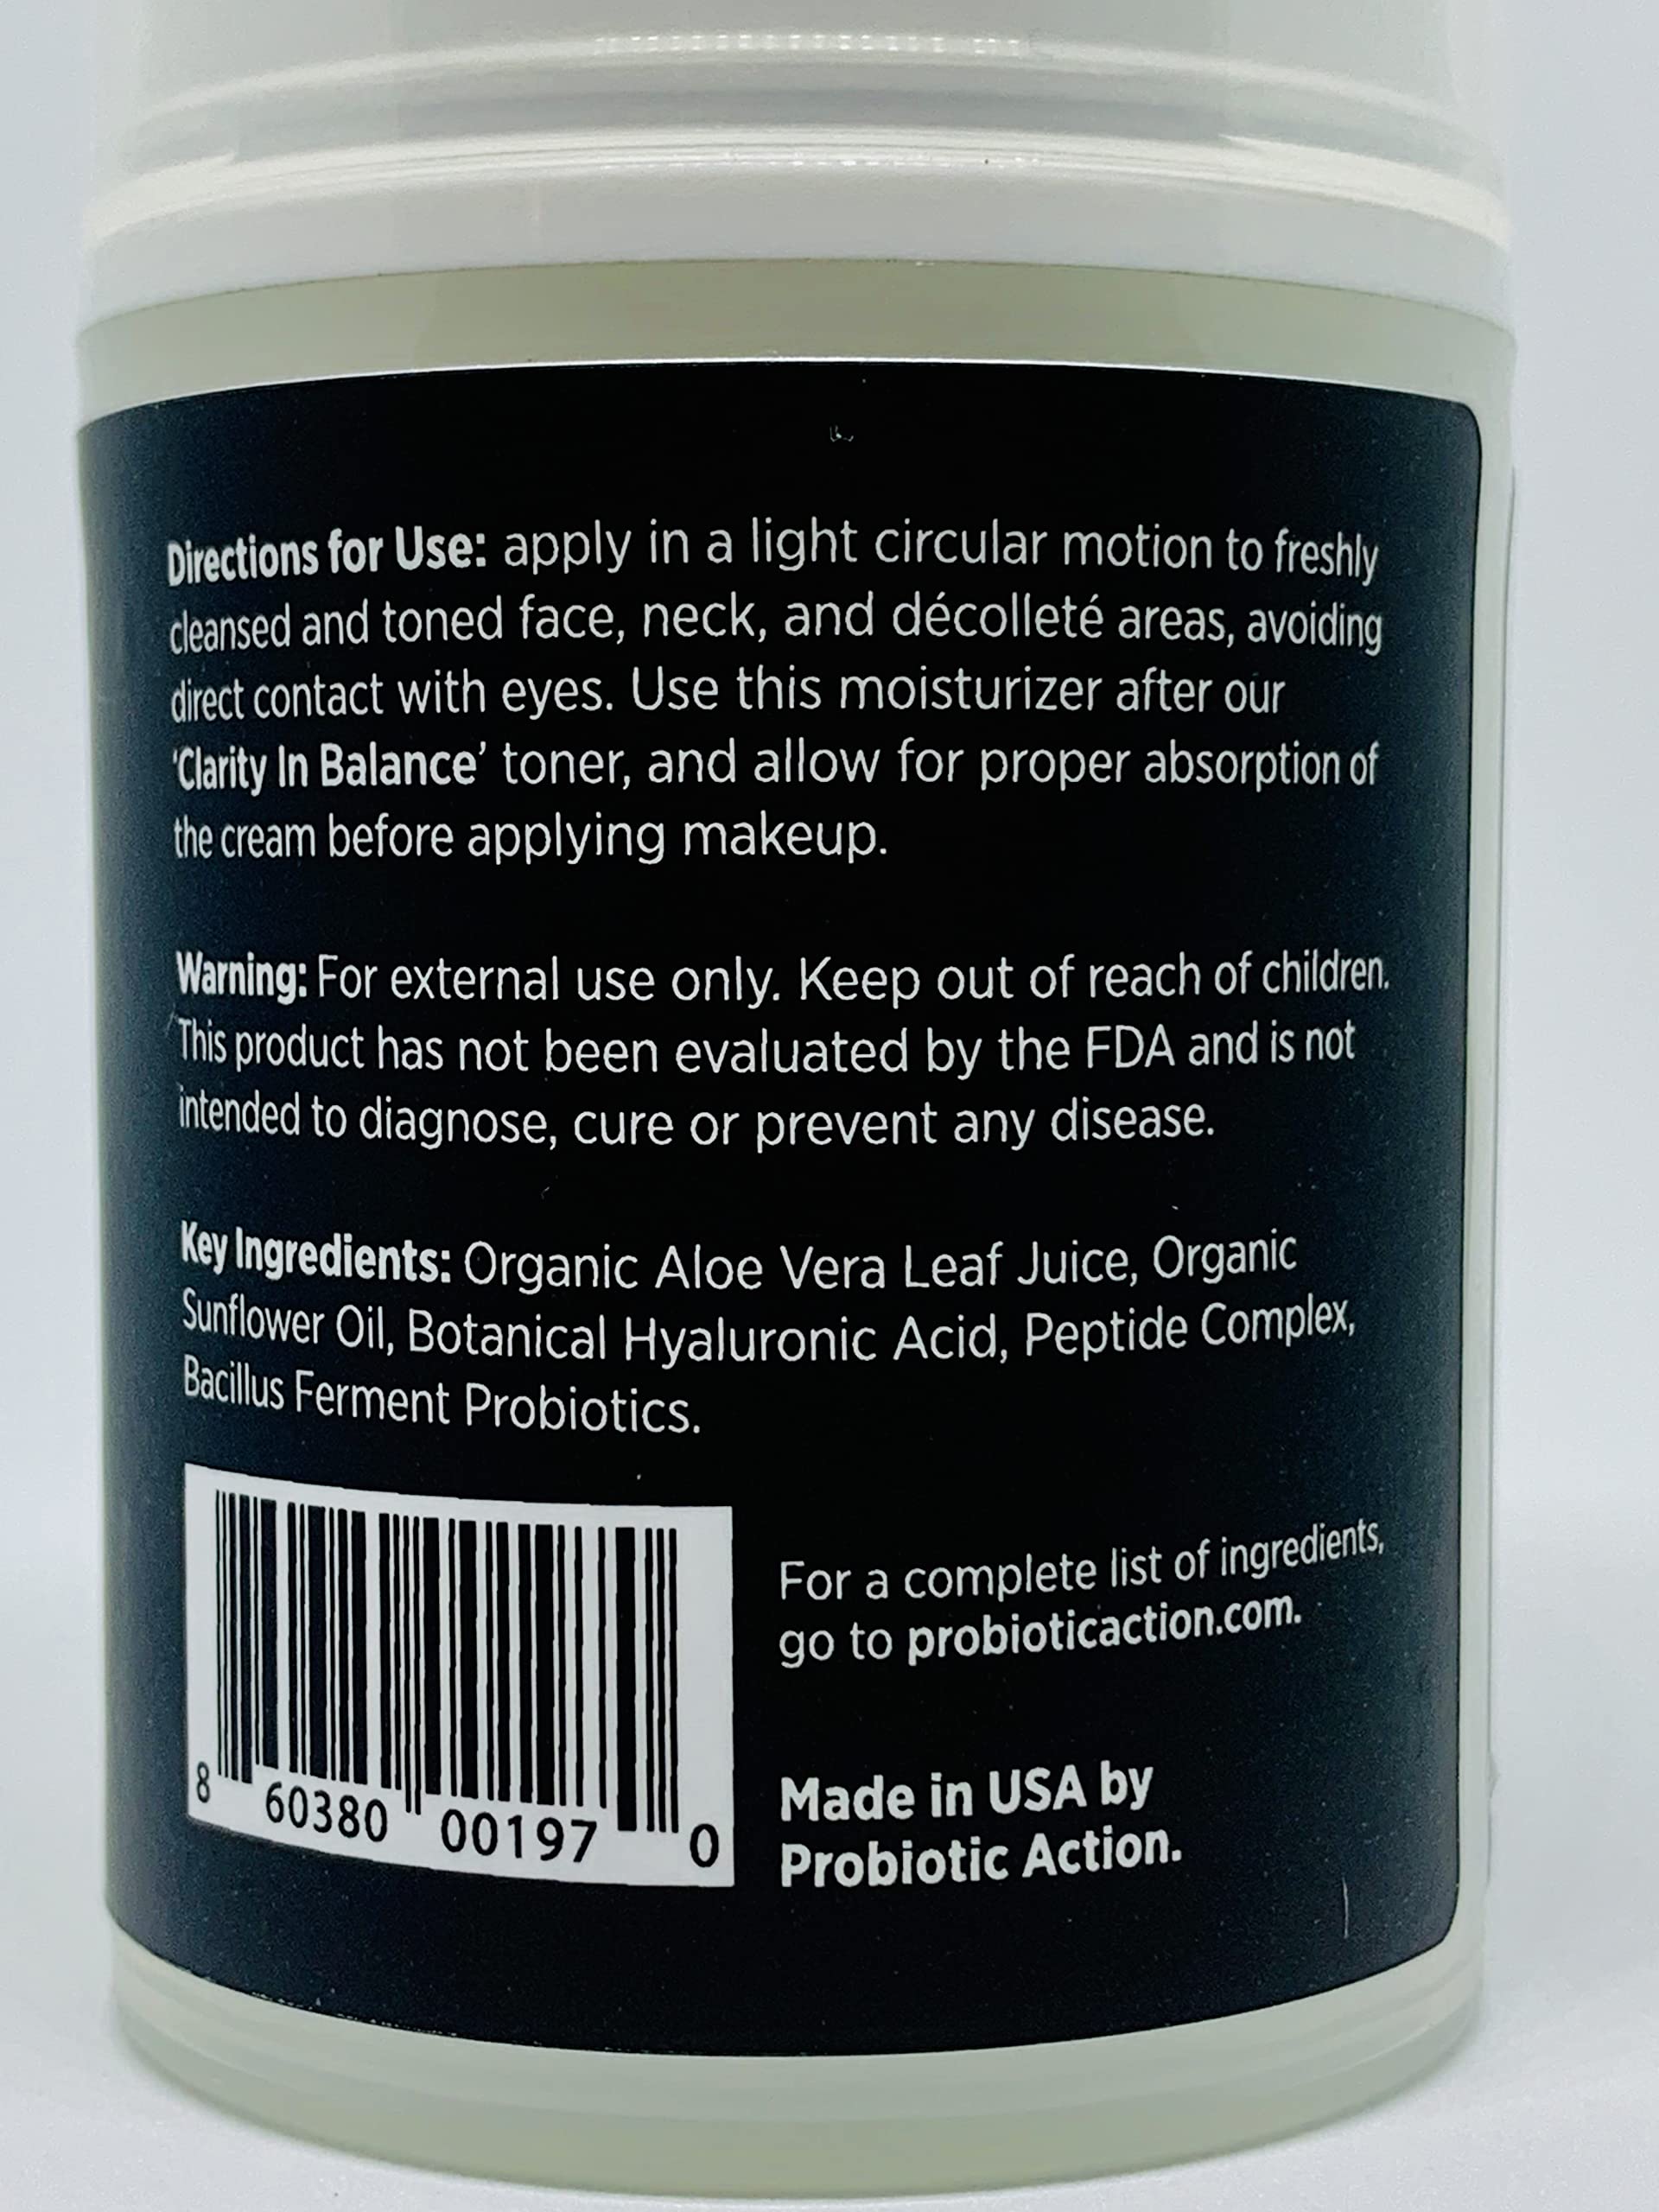 Directions for Use: apply in a light circular motion to freshly
cleansed and toned face, neck, and décolleté areas, avoiding
direct contact with eyes. Use this moisturizer after our
'Clarity In Balance' toner, and allow for proper absorption of
the cream before applying makeup.
Warning: For external use only. Keep out of reach of children.
This product has not been evaluated by the FDA and is not
intended to diagnose, cure or prevent any disease.
Key Ingredients: Organic Aloe Vera Leaf Juice, Organic
Sunflower Oil, Botanical Hyaluronic Acid, Peptide Complex,
Bacillus Ferment Probiotics.
8 60380 00197 0
For a complete list of ingredients,
go to probioticaction.com.
Made in USA by
Probiotic Action.